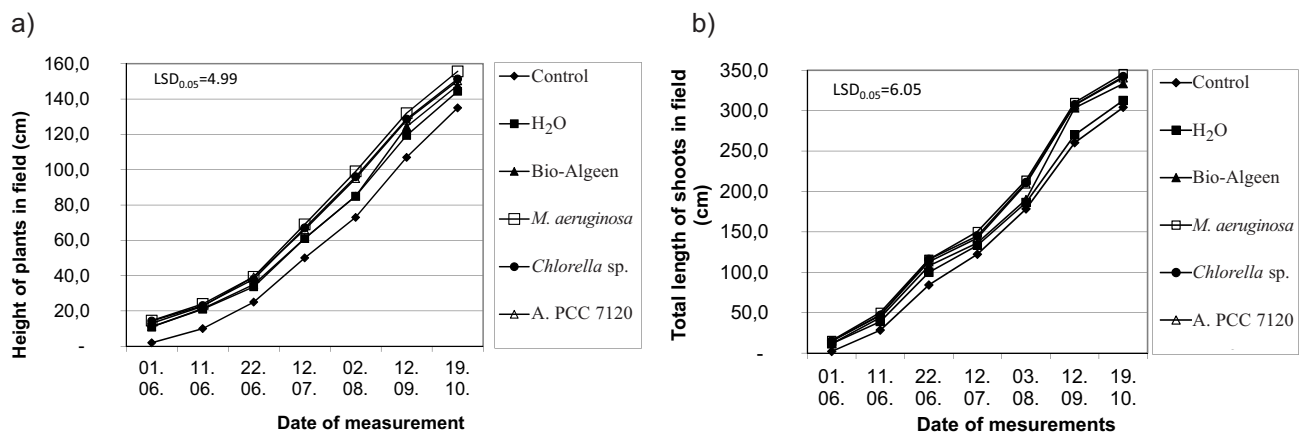 a)
Height of plants in field (cm)
160,0
140,0
120,0
100,0
80,0
60,0
40,0
20,0
-
LSD0.05=4.99
01. 11. 22. 12. 02. 12. 19.
06. 06. 06. 07. 08. 09. 10.
Date of measurement
Control
H2O
Bio-Algeen
M. aeruginosa
Chlorella sp.
A. PCC 7120
b)
Total length of shoots in field
(cm)
350,0
300,0
250,0
200,0
150,0
100,0
50,0
-
LSD0.05=6.05
01. 11. 22. 12. 03. 12. 19.
06. 06. 06. 07. 08. 09. 10.
Date of mesurements
Control
H2O
Bio-Algeen
M. aeruginosa
Chlorella sp.
A. PCC 7120